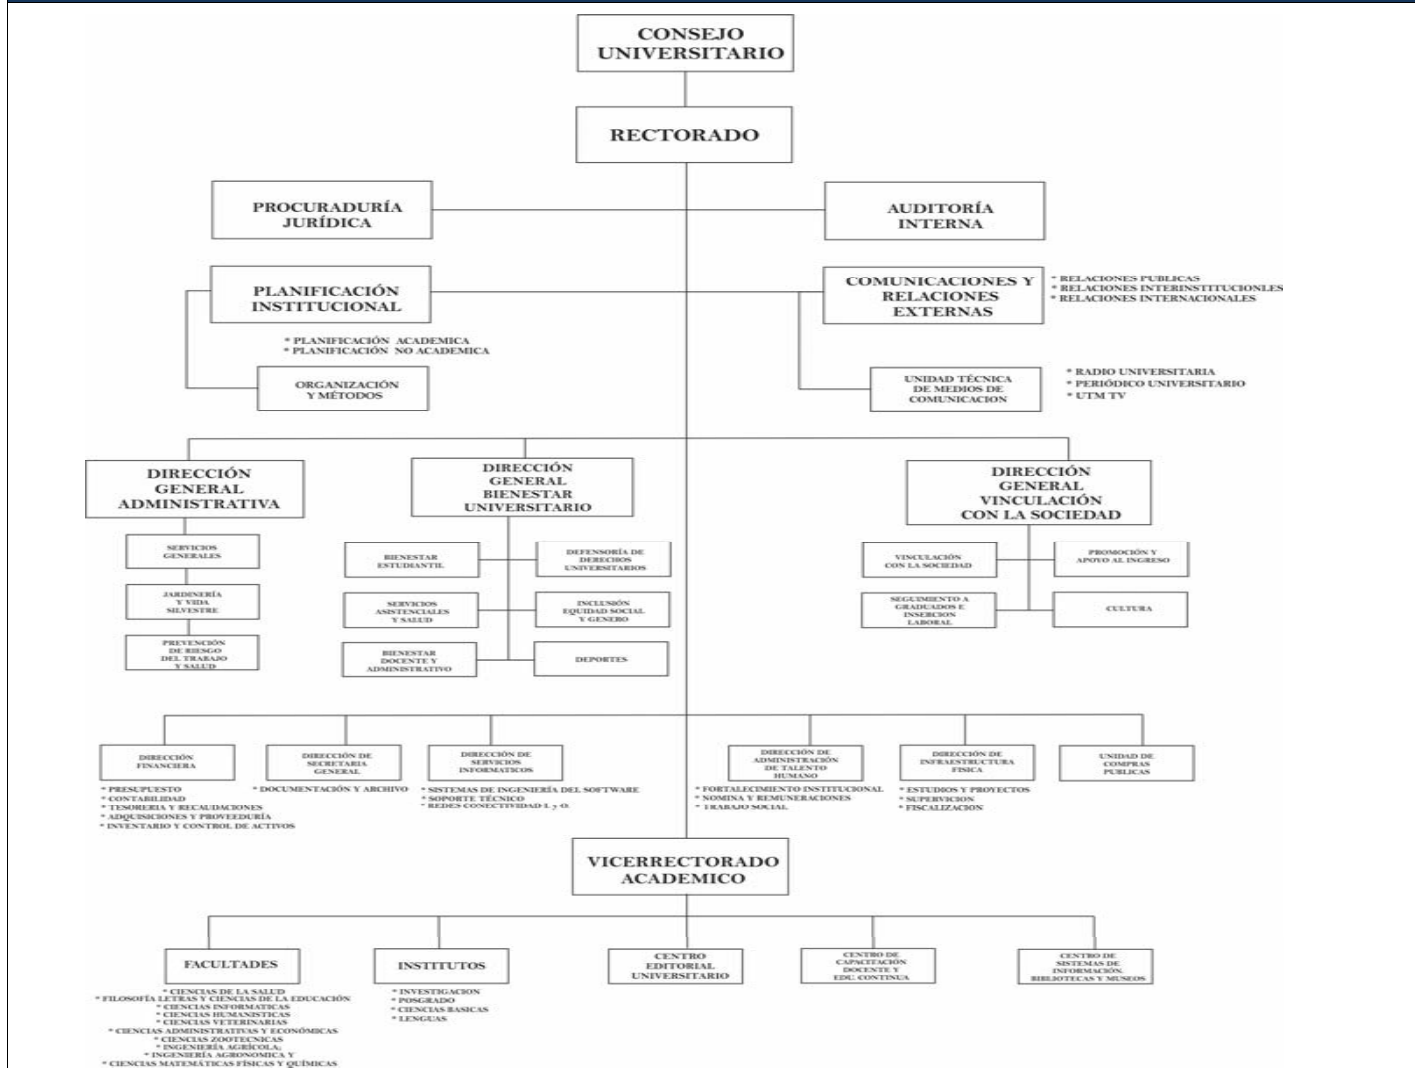 CONSEJO
UNIVERSITARIO
RECTORADO
PROCURADURÍA
JURÍDICA
AUDITORÍA
INTERNA
PLANIFICACIÓN
INSTITUCIONAL
* PLANIFICACIÓN ACADEMICA
* PLANIFICACIÓN NO ACADEMICA
ORGANIZACIÓN
Y MÉTODOS
COMUNICACIONES Y
RELACIONES
EXTERNAS
* RELACIONES PUBLICAS
* RELACIONES INTERINSTITUCIONLES
* RELACIONES INTERNACIONALES
UNIDAD TÉCNICA
DE MEDIOS DE
COMUNICACION
* RADIO UNIVERSITARIA
* PERIÓDICO UNIVERSITARIO
* UTM TV
DIRECCIÓN
GENERAL
ADMINISTRATIVA
SERVICIOS
GENERALES
JARDINERÍA
Y VIDA
SILVESTRE
PREVENCIÓN
DE RIESGO
DEL TRABAJO
Y SALUD
DIRECCIÓN
GENERAL
BIENESTAR
UNIVERSITARIO
BIENESTAR
ESTUDIANTIL
DEFENSORÍA DE
DERECHOS
UNIVERSITARIOS
SERVICIOS
ASISTENCIALES
Y SALUD
INCLUSIÓN
EQUIDAD SOCIAL
Y GENERO
BIENESTAR
DOCENTE Y
ADMINISTRATIVO
DEPORTES
DIRECCIÓN
GENERAL
VINCULACIÓN
CON LA SOCIEDAD
VINCULACIÓN
CON LA SOCIEDAD
PROMOCIÓN Y
APOYO AL INGRESO
SEGUIMIENTO A
GRADUADOS E
INSERCION
LABORAL
CULTURA
DIRECCIÓN
FINANCIERA
* PRESUPUESTO
* CONTABILIDAD
* TESORERIA Y RECAUDACIONES
* ADQUISICIONES Y PROVEEDURÍA
* INVENTARIO Y CONTROL DE ACTIVOS
DIRECCIÓN DE
SECRETARIA
GENERAL
* DOCUMENTACIÓN Y ARCHIVO
DIRECCIÓN DE
SERVICIOS
INFORMATICOS
* SISTEMAS DE INGENIERÍA DEL SOFTWARE
* SOPORTE TÉCNICO
* REDES CONECTIVIDAD I. y O.
DIRECCIÓN DE
ADMINISTRACIÓN
DE TALENTO
HUMANO
* FORTALECIMIENTO INSTITUCIONAL
* NOMINA Y REMUNERACIONES
* TRABAJO SOCIAL
DIRECCIÓN DE
INFRAESTRUCTURA
FISICA
* ESTUDIOS Y PROYECTOS
* SUPERVICION
* FISCALIZACION
UNIDAD DE
COMPRAS
PUBLICAS
VICERRECTORADO
ACADEMICO
FACULTADES
* CIENCIAS DE LA SALUD
* FILOSOFÍA LETRAS Y CIENCIAS DE LA EDUCACIÓN
* CIENCIAS INFORMATICAS
* CIENCIAS HUMANISTICAS
* CIENCIAS VETERINARIAS
* CIENCIAS ADMINISTRATIVAS Y ECONÓMICAS
* CIENCIAS ZOOTECNICAS
* INGENIERÍA AGRÍCOLA;
* INGENIERÍA AGRONOMICA Y
* CIENCIAS MATEMÁTICAS FÍSICAS Y QUÍMICAS
INSTITUTOS
* INVESTIGACION
* POSGRADO
* CIENCIAS BASICAS
* LENGUAS
CENTRO
EDITORIAL
UNIVERSITARIO
CENTRO DE
CAPACITACIÓN
DOCENTE Y
EDU. CONTINUA
CENTRO DE
SISTEMAS DE
INFORMACIÓN.
BIBLIOTECAS Y MUSEOS